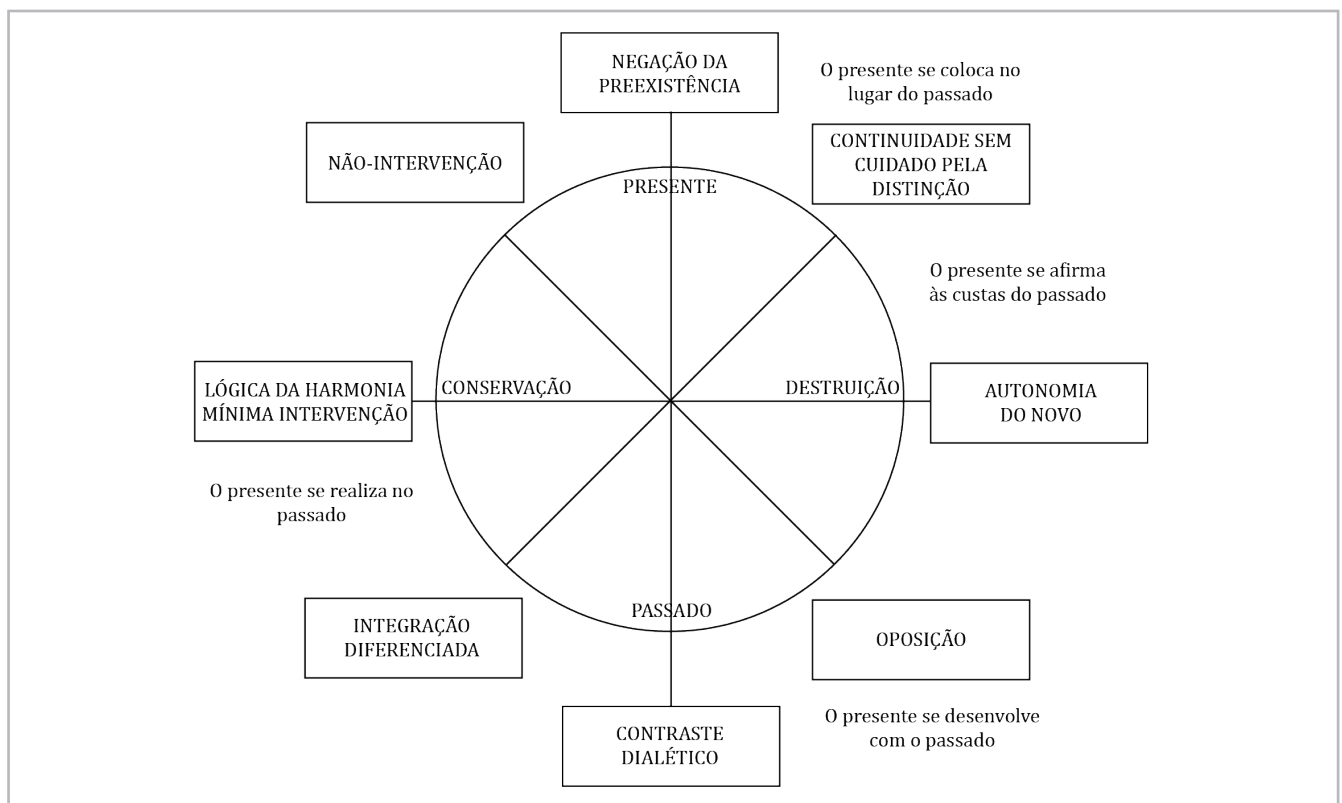 NEGAÇÃO DA
PREEXISTÊNCIA
O presente se coloca no
lugar do passado
NÃO-INTERVENÇÃO
CONTINUIDADE SEM
CUIDADO PELA
DISTINÇÃO
PRESENTE
O presente se afirma
às custas do passado
LÓGICA DA HARMONIA
MÍNIMA INTERVENÇÃO
CONSERVAÇÃO
DESTRUIÇÃO
AUTONOMIA
DO NOVO
O presente se realiza no
passado
PASSADO
INTEGRAÇÃO
DIFERENCIADA
OPOSIÇÃO
CONTRASTE
DIALÉTICO
O presente se desenvolve
com o passado